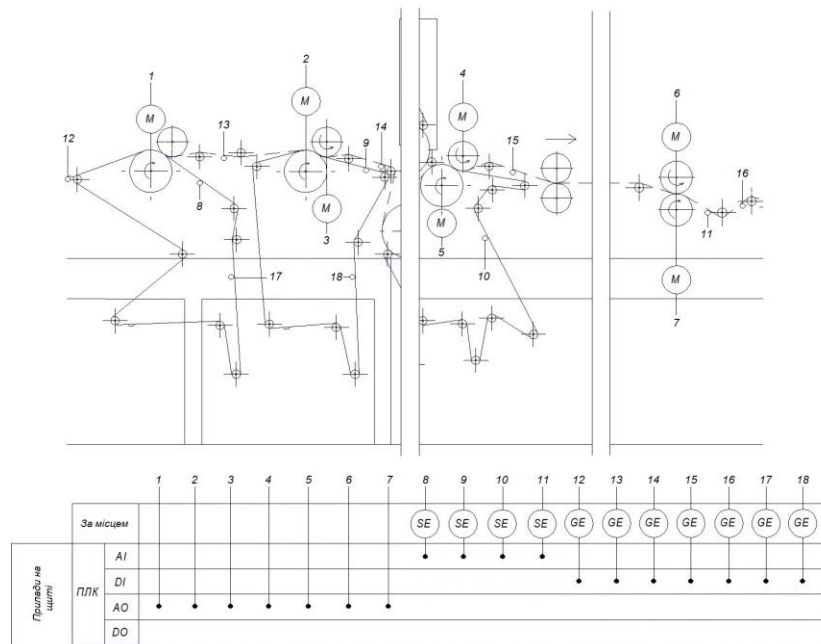 2
4
1
6
M
M
M
M
12
13
9
14
15
8
16
3
M
M
11
5
10
17
18
M
7
1 2 3 4 5 6 7 8 9 10 11 12 13 14 15 16 17 18
За місцем SE SE SE SE GE GE GE GE GE GE GE
Прилади на щиті
ПЛК
AI
DI
AO
DO